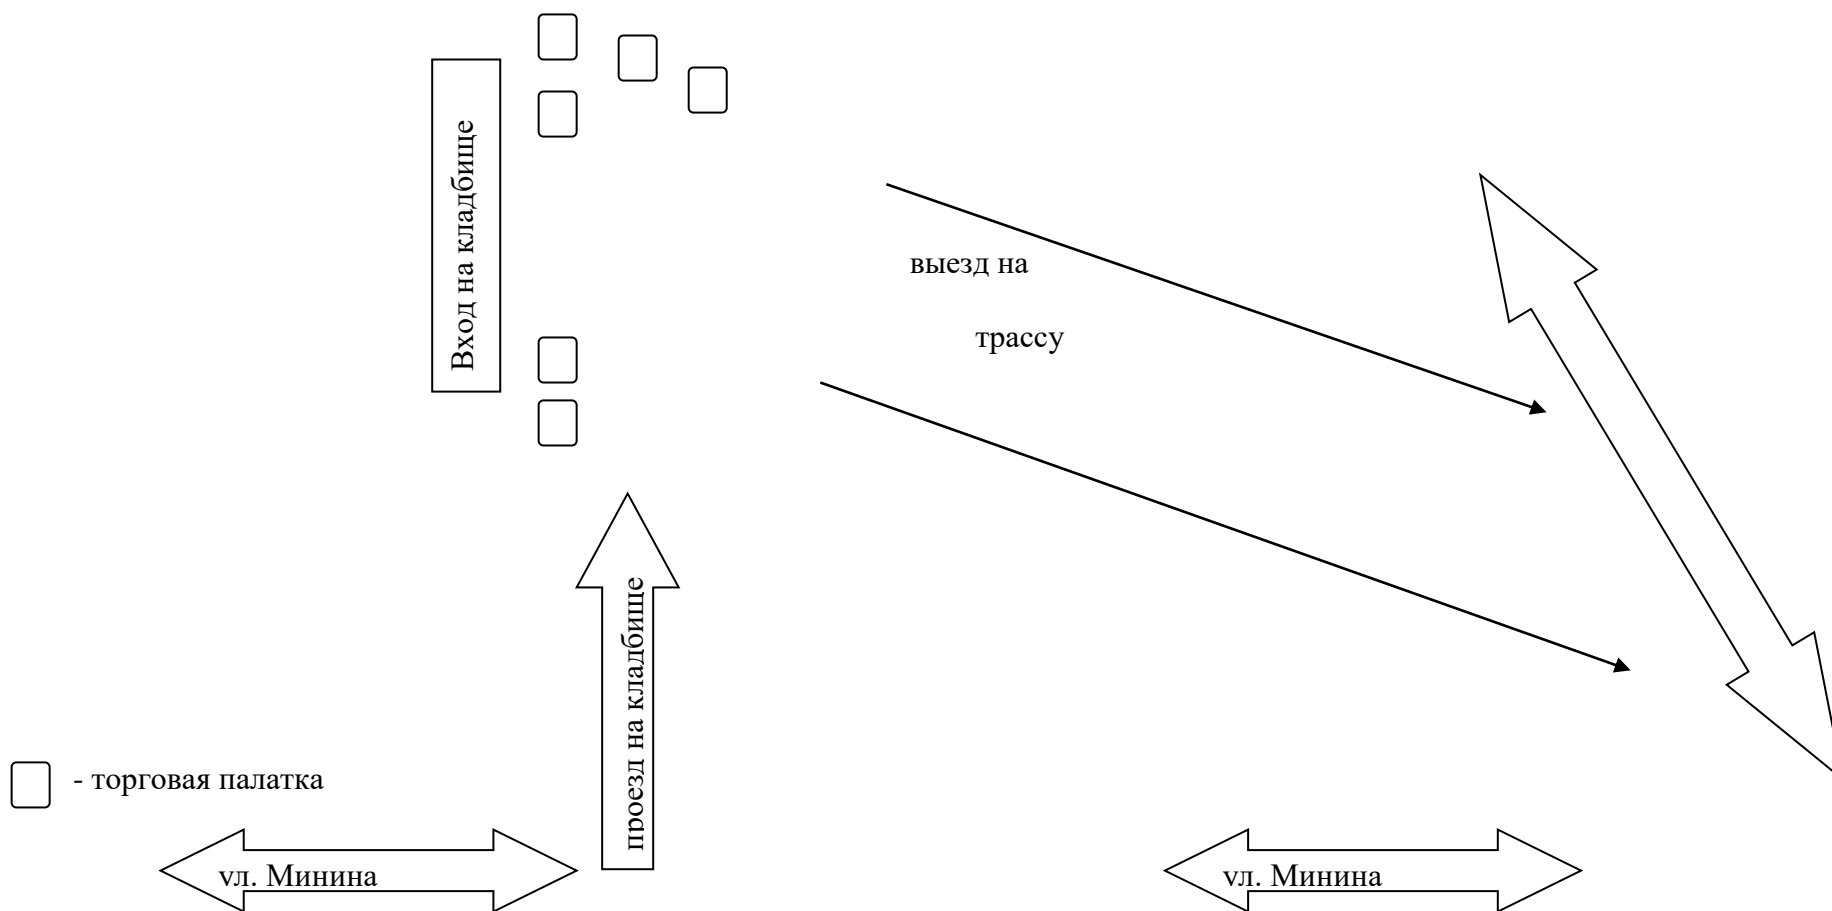 Вход на кладбище
выезд на
трассу
проезд на кладбище
- торговая палатка
ул. Минина
ул. Минина